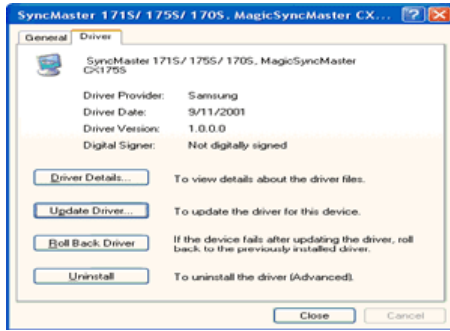 SyncMaster 171S/ 175S/ 170S, MagicSyncMaster CX...
General Driver
SyncMaster 171S/ 175S/ 170S, MagicSyncMaster
CX175S
Driver Provider: Samsung
Driver Date: 9/11/2001
Driver Version: 1.0.0.0
Digital Signer: Not digitally signed
Driver Details... To view details about the driver files.
Update Driver... To update the driver for this device.
Roll Back Driver If the device fails after updating the driver, roll
back to the previously installed driver.
Uninstall To uninstall the driver (Advanced).
Close Cancel